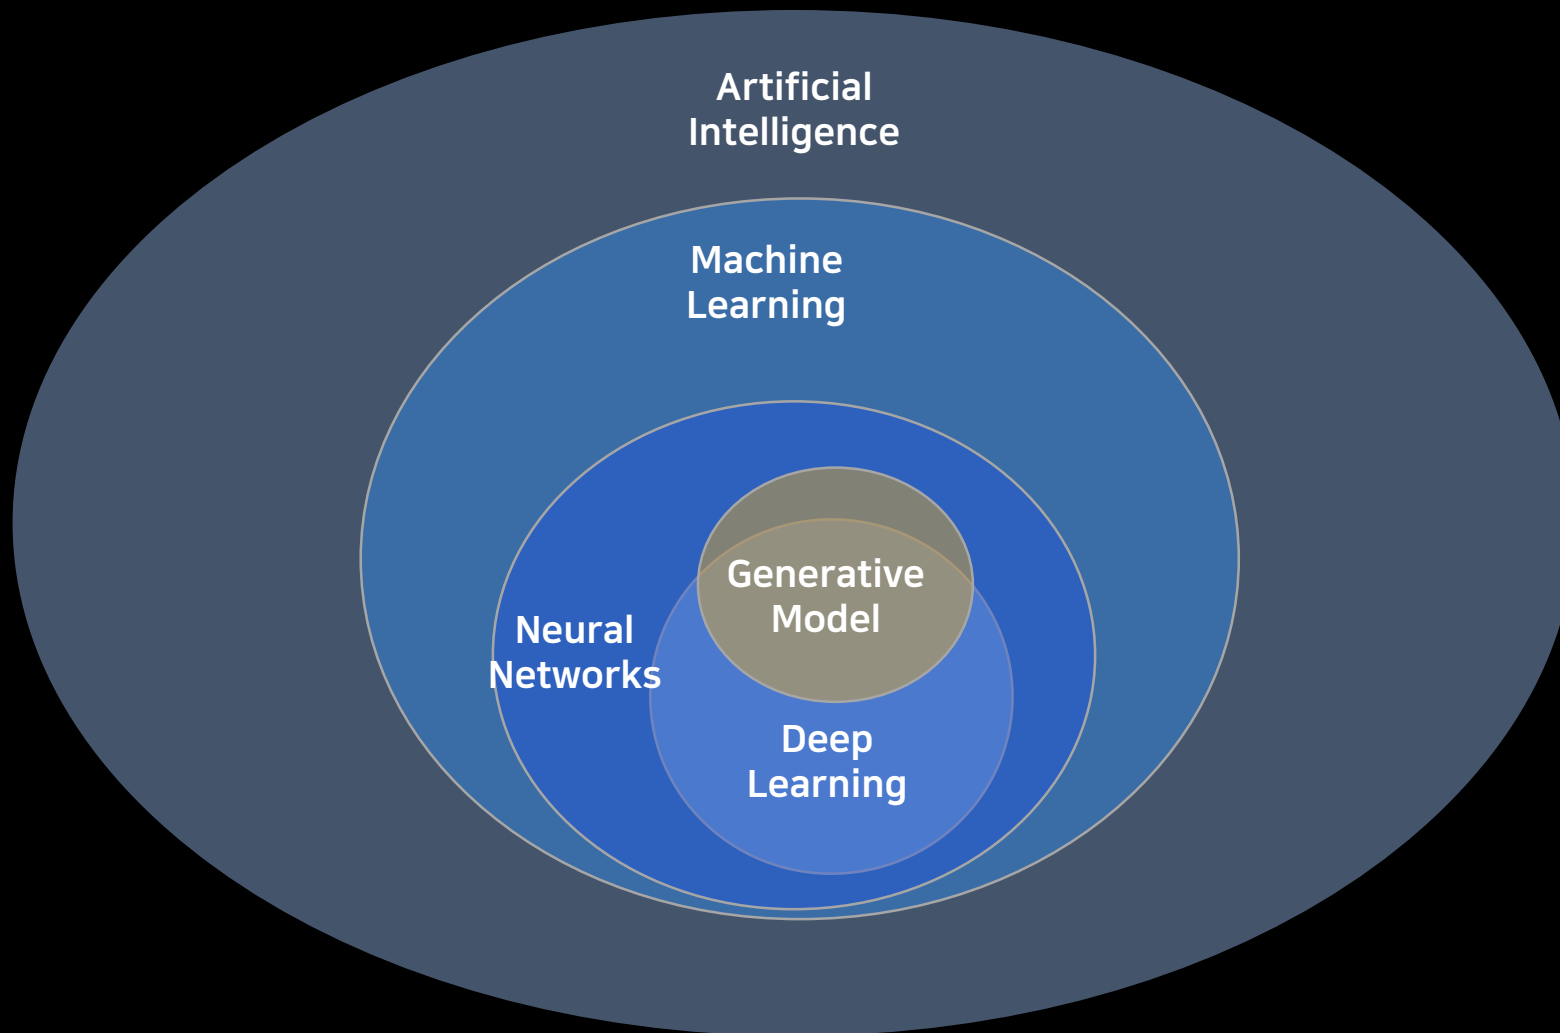 Artificial
Intelligence
Machine
Learning
Generative
Model
Neural
Networks
Deep
Learning